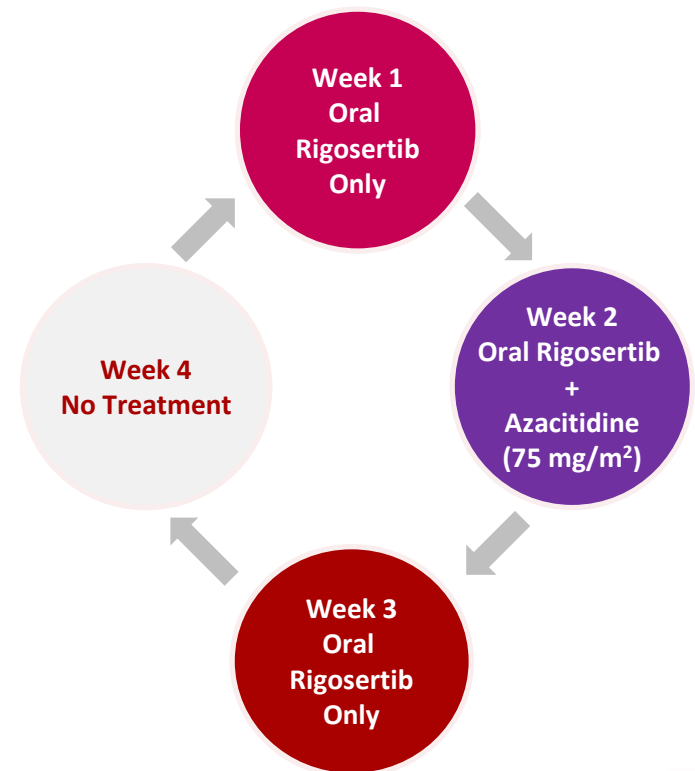 Week 1
Oral
Rigosertib
Only
Week 2
Oral Rigosertib
+
Azacitidine
(75 mg/m²)
Week 3
Oral
Rigosertib
Only
Week 4
No Treatment